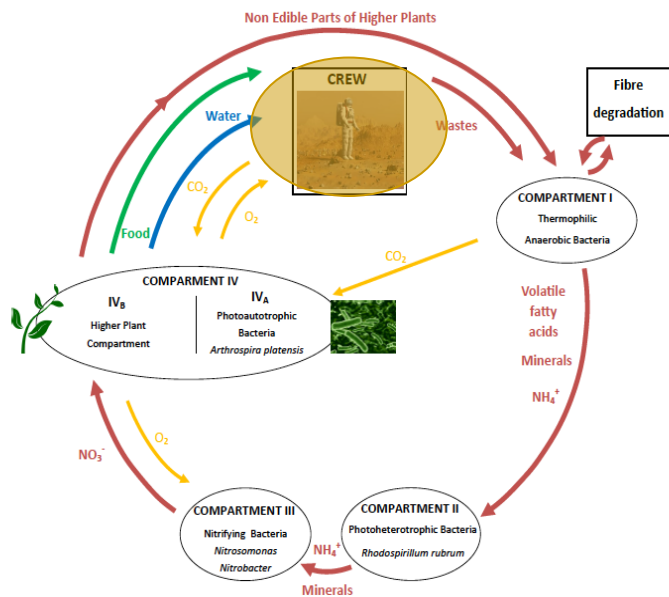 Non Edible Parts of Higher Plants
CREW
Fibre
degradation
Water
Wastes
CO₂
O₂
Food
COMPARTMENT I
Thermophilic
Anaerobic Bacteria
CO₂
COMPARMENT IV
IV_B
Higher Plant
Compartment
IV_A
Photoautotrophic
Bacteria
Arthrospira platensis
Volatile
fatty
acids
Minerals
NH₄⁺
O₂
NO₃⁻
COMPARTMENT III
Nitrifying Bacteria
Nitrosomonas
Nitrobacter
COMPARTMENT II
Photoheterotrophic Bacteria
Rhodospirillum rubrum
NH₄⁺
Minerals